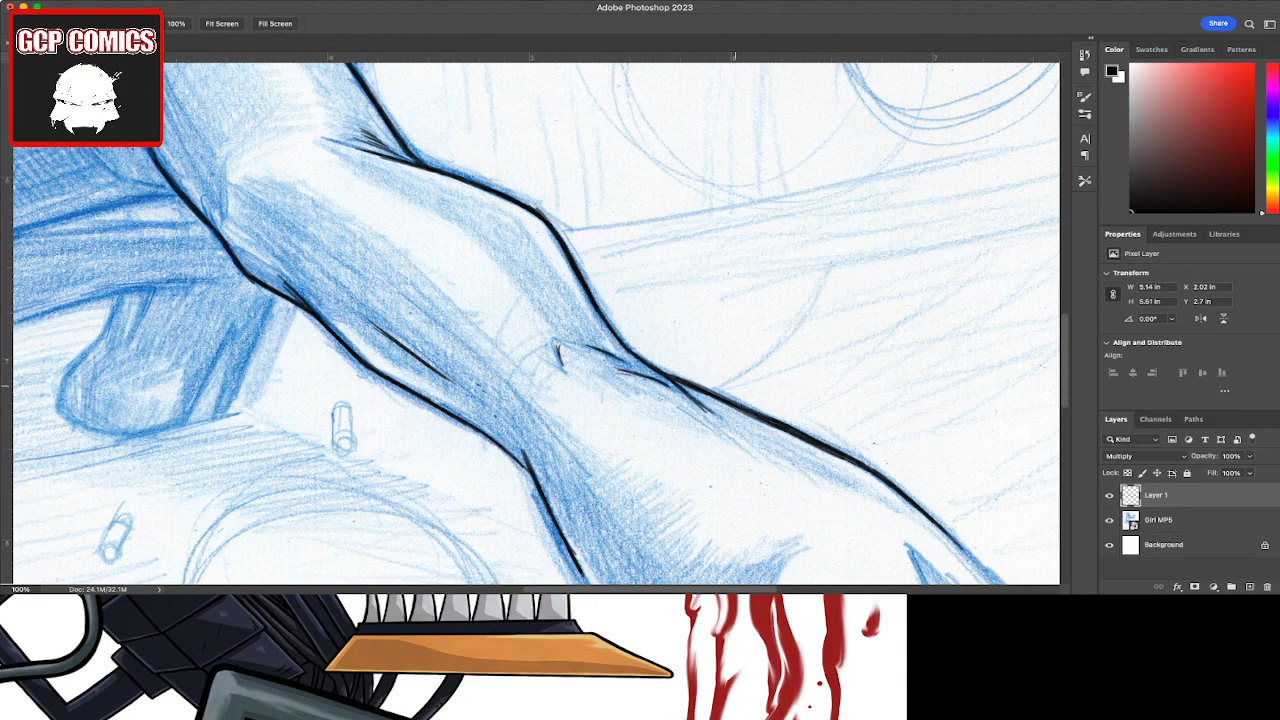 Adobe Photoshop 2023
GCP COMICS
100%
Fit Screen
Fill Screen
Share
Color
Swatches
Gradients
Patterns
Properties
Adjustments
Libraries
Pixel Layer
Transform
W 5.14 in
X 2.02 in
H 5.51 in
Y 2.7 in
0.00°
Align and Distribute
Align:
Layers
Channels
Paths
Kind
Multiply
Opacity: 100%
Lock:
Fill: 100%
Layer 1
Girl MP5
Background
100%
Doc: 24.1M/32.1M